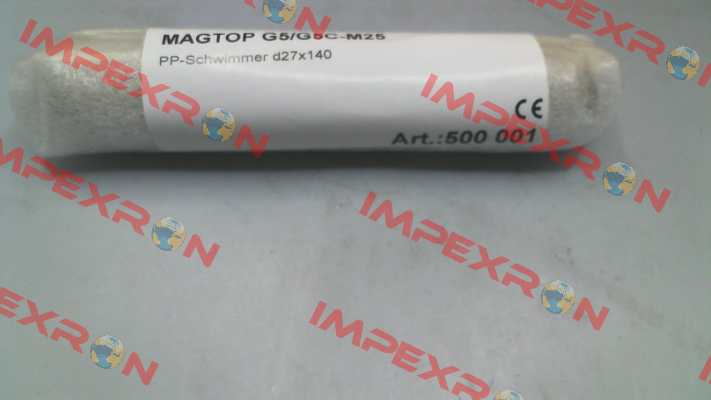 MAGTOP G5/G5C-M25
PP-Schwimmer d27x140
CE
Art.:500 001
IMPEXRON
IMPEXRON
IMPEXRON
IMPEXRON
IMPEXRON
IMPEXRON